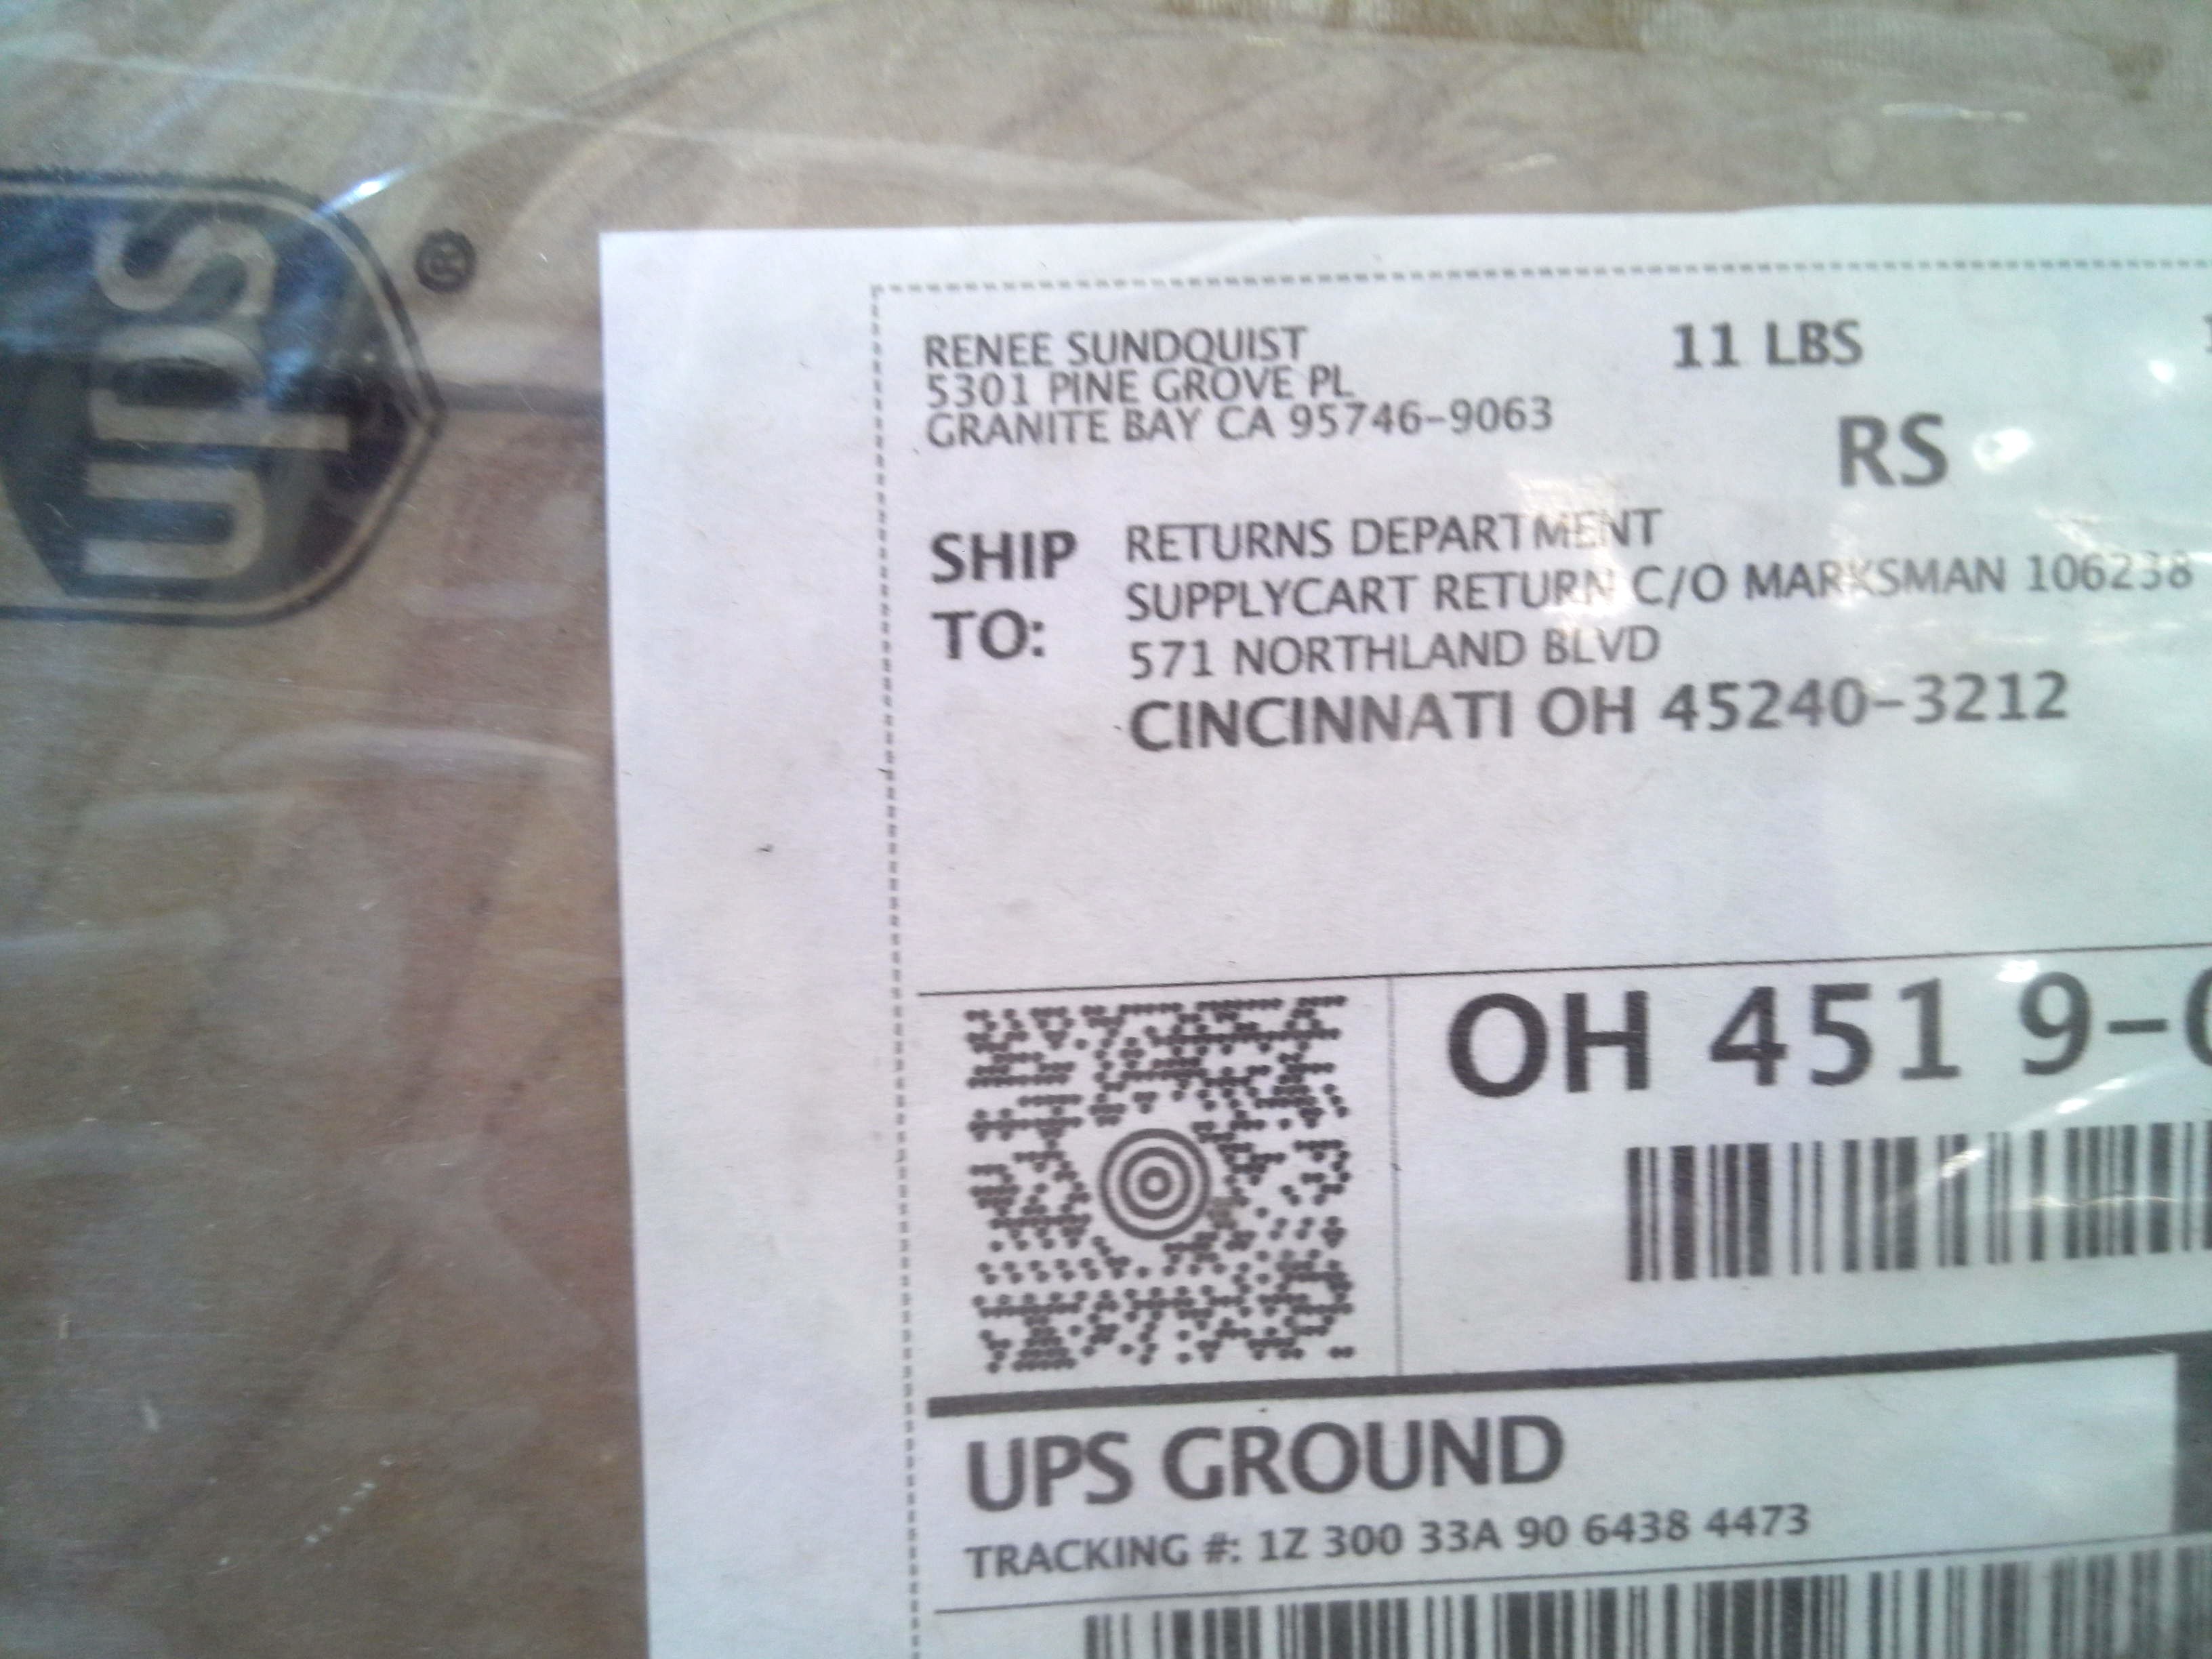 ups ®
RENEE SUNDQUIST
5301 PINE GROVE PL
GRANITE BAY CA 95746-9063
11 LBS
RS
SHIP TO:
RETURNS DEPARTMENT
SUPPLYCART RETURN C/O MARKSMAN 106238
571 NORTHLAND BLVD
CINCINNATI OH 45240-3212
OH 451 9-0
UPS GROUND
TRACKING #: 1Z 300 33A 90 6438 4473